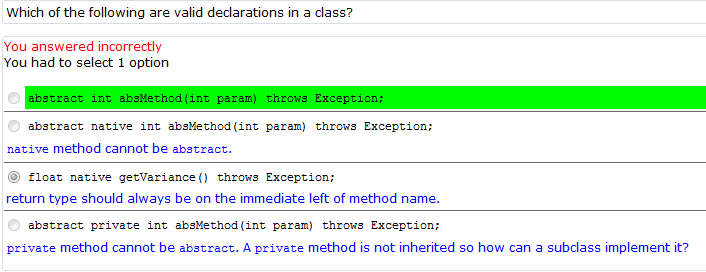 Which of the following are valid declarations in a class?
You answered incorrectly
You had to select 1 option
abstract int absMethod(int param) throws Exception;
abstract native int absMethod(int param) throws Exception;
native method cannot be abstract.
float native getVariance() throws Exception;
return type should always be on the immediate left of method name.
abstract private int absMethod(int param) throws Exception;
private method cannot be abstract. A private method is not inherited so how can a subclass implement it?